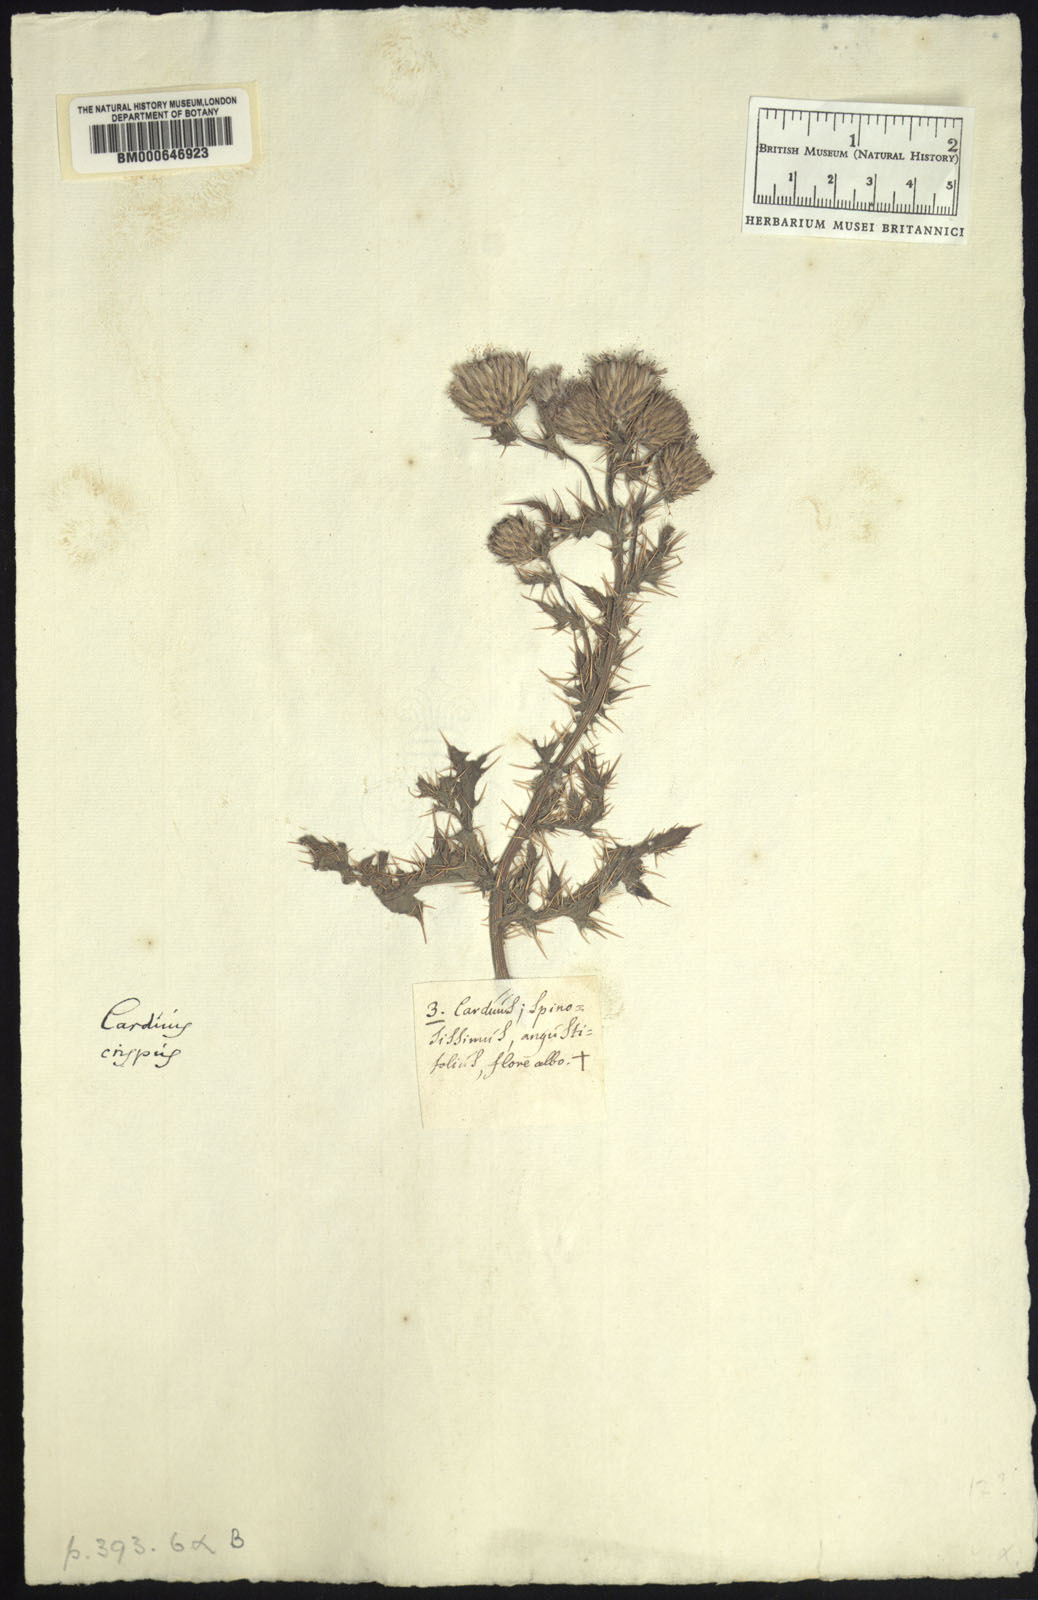 THE NATURAL HISTORY MUSEUM, LONDON
DEPARTMENT OF BOTANY
BM000646923
1 2
BRITISH MUSEUM (NATURAL HISTORY)
1 2 3 4 5
HERBARIUM MUSEI BRITANNICI
3. Carduus; Spino=
sissimus, angusti=
folius, flore albo. †
Carduus
crispus
p. 393. 6 α B